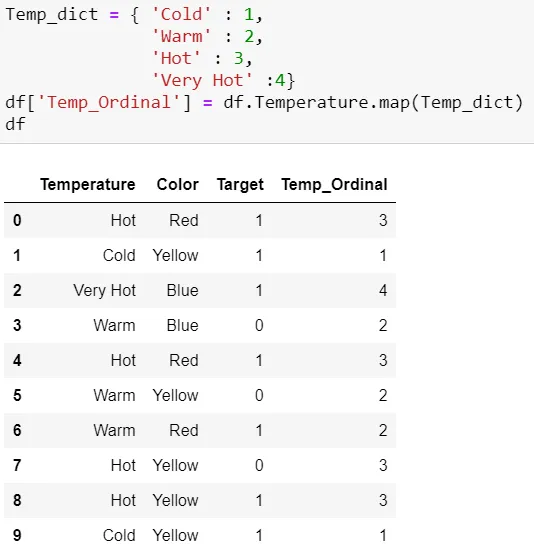 Temp_dict = { 'Cold' : 1,
'Warm' : 2,
'Hot' : 3,
'Very Hot' :4}
df['Temp_Ordinal'] = df.Temperature.map(Temp_dict)
df
Temperature Color Target Temp_Ordinal
0 Hot Red 1 3
1 Cold Yellow 1 1
2 Very Hot Blue 1 4
3 Warm Blue 0 2
4 Hot Red 1 3
5 Warm Yellow 0 2
6 Warm Red 1 2
7 Hot Yellow 0 3
8 Hot Yellow 1 3
9 Cold Yellow 1 1